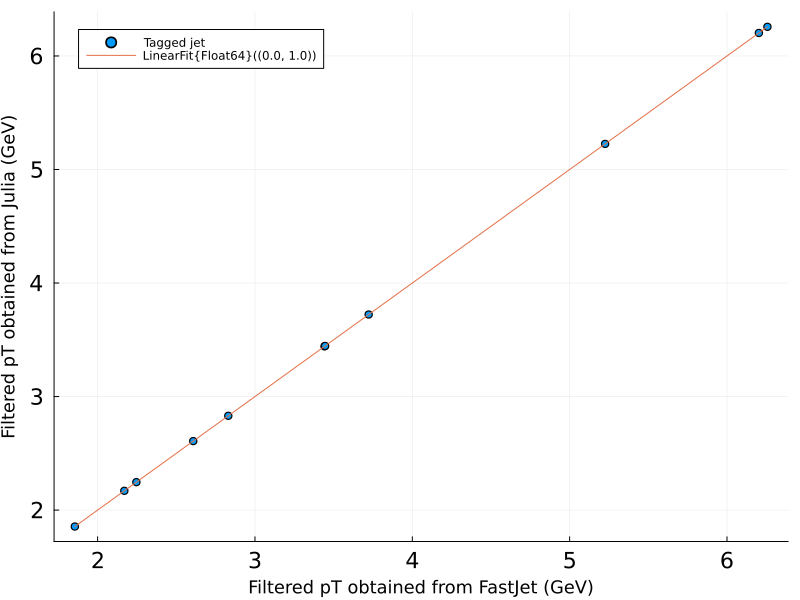 Tagged jet
LinearFit{Float64}((0.0, 1.0))
6
5
4
3
2
Filtered pT obtained from Julia (GeV)
2 3 4 5 6
Filtered pT obtained from FastJet (GeV)